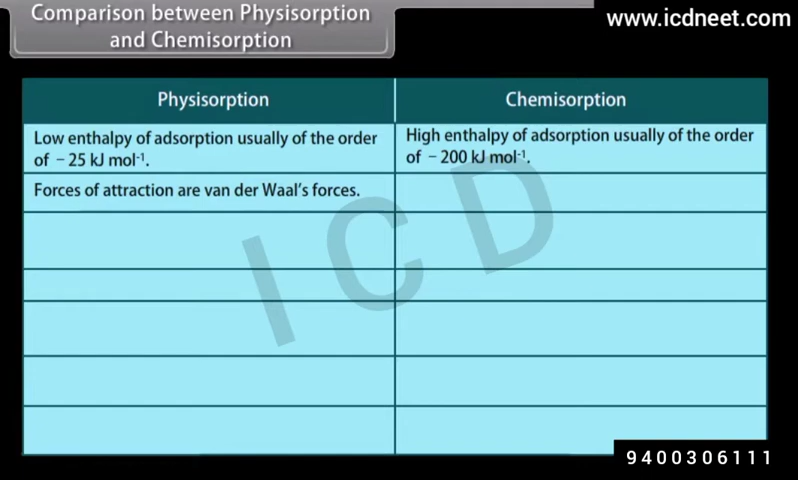 Comparison between Physisorption
and Chemisorption
www.icdneet.com
Physisorption
Chemisorption
Low enthalpy of adsorption usually of the order
of − 25 kJ mol⁻¹.
High enthalpy of adsorption usually of the order
of − 200 kJ mol⁻¹.
Forces of attraction are van der Waal's forces.
I C D
9400306111